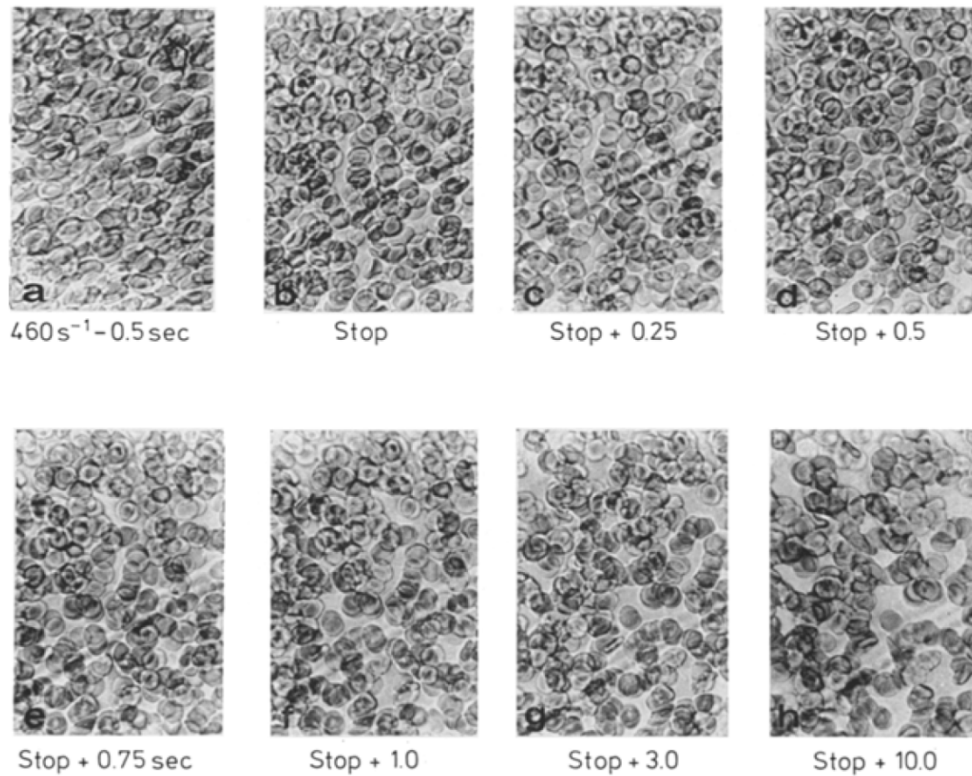 a b c d
460 s⁻¹ – 0.5 sec Stop Stop + 0.25 Stop + 0.5
e f g h
Stop + 0.75 sec Stop + 1.0 Stop + 3.0 Stop + 10.0